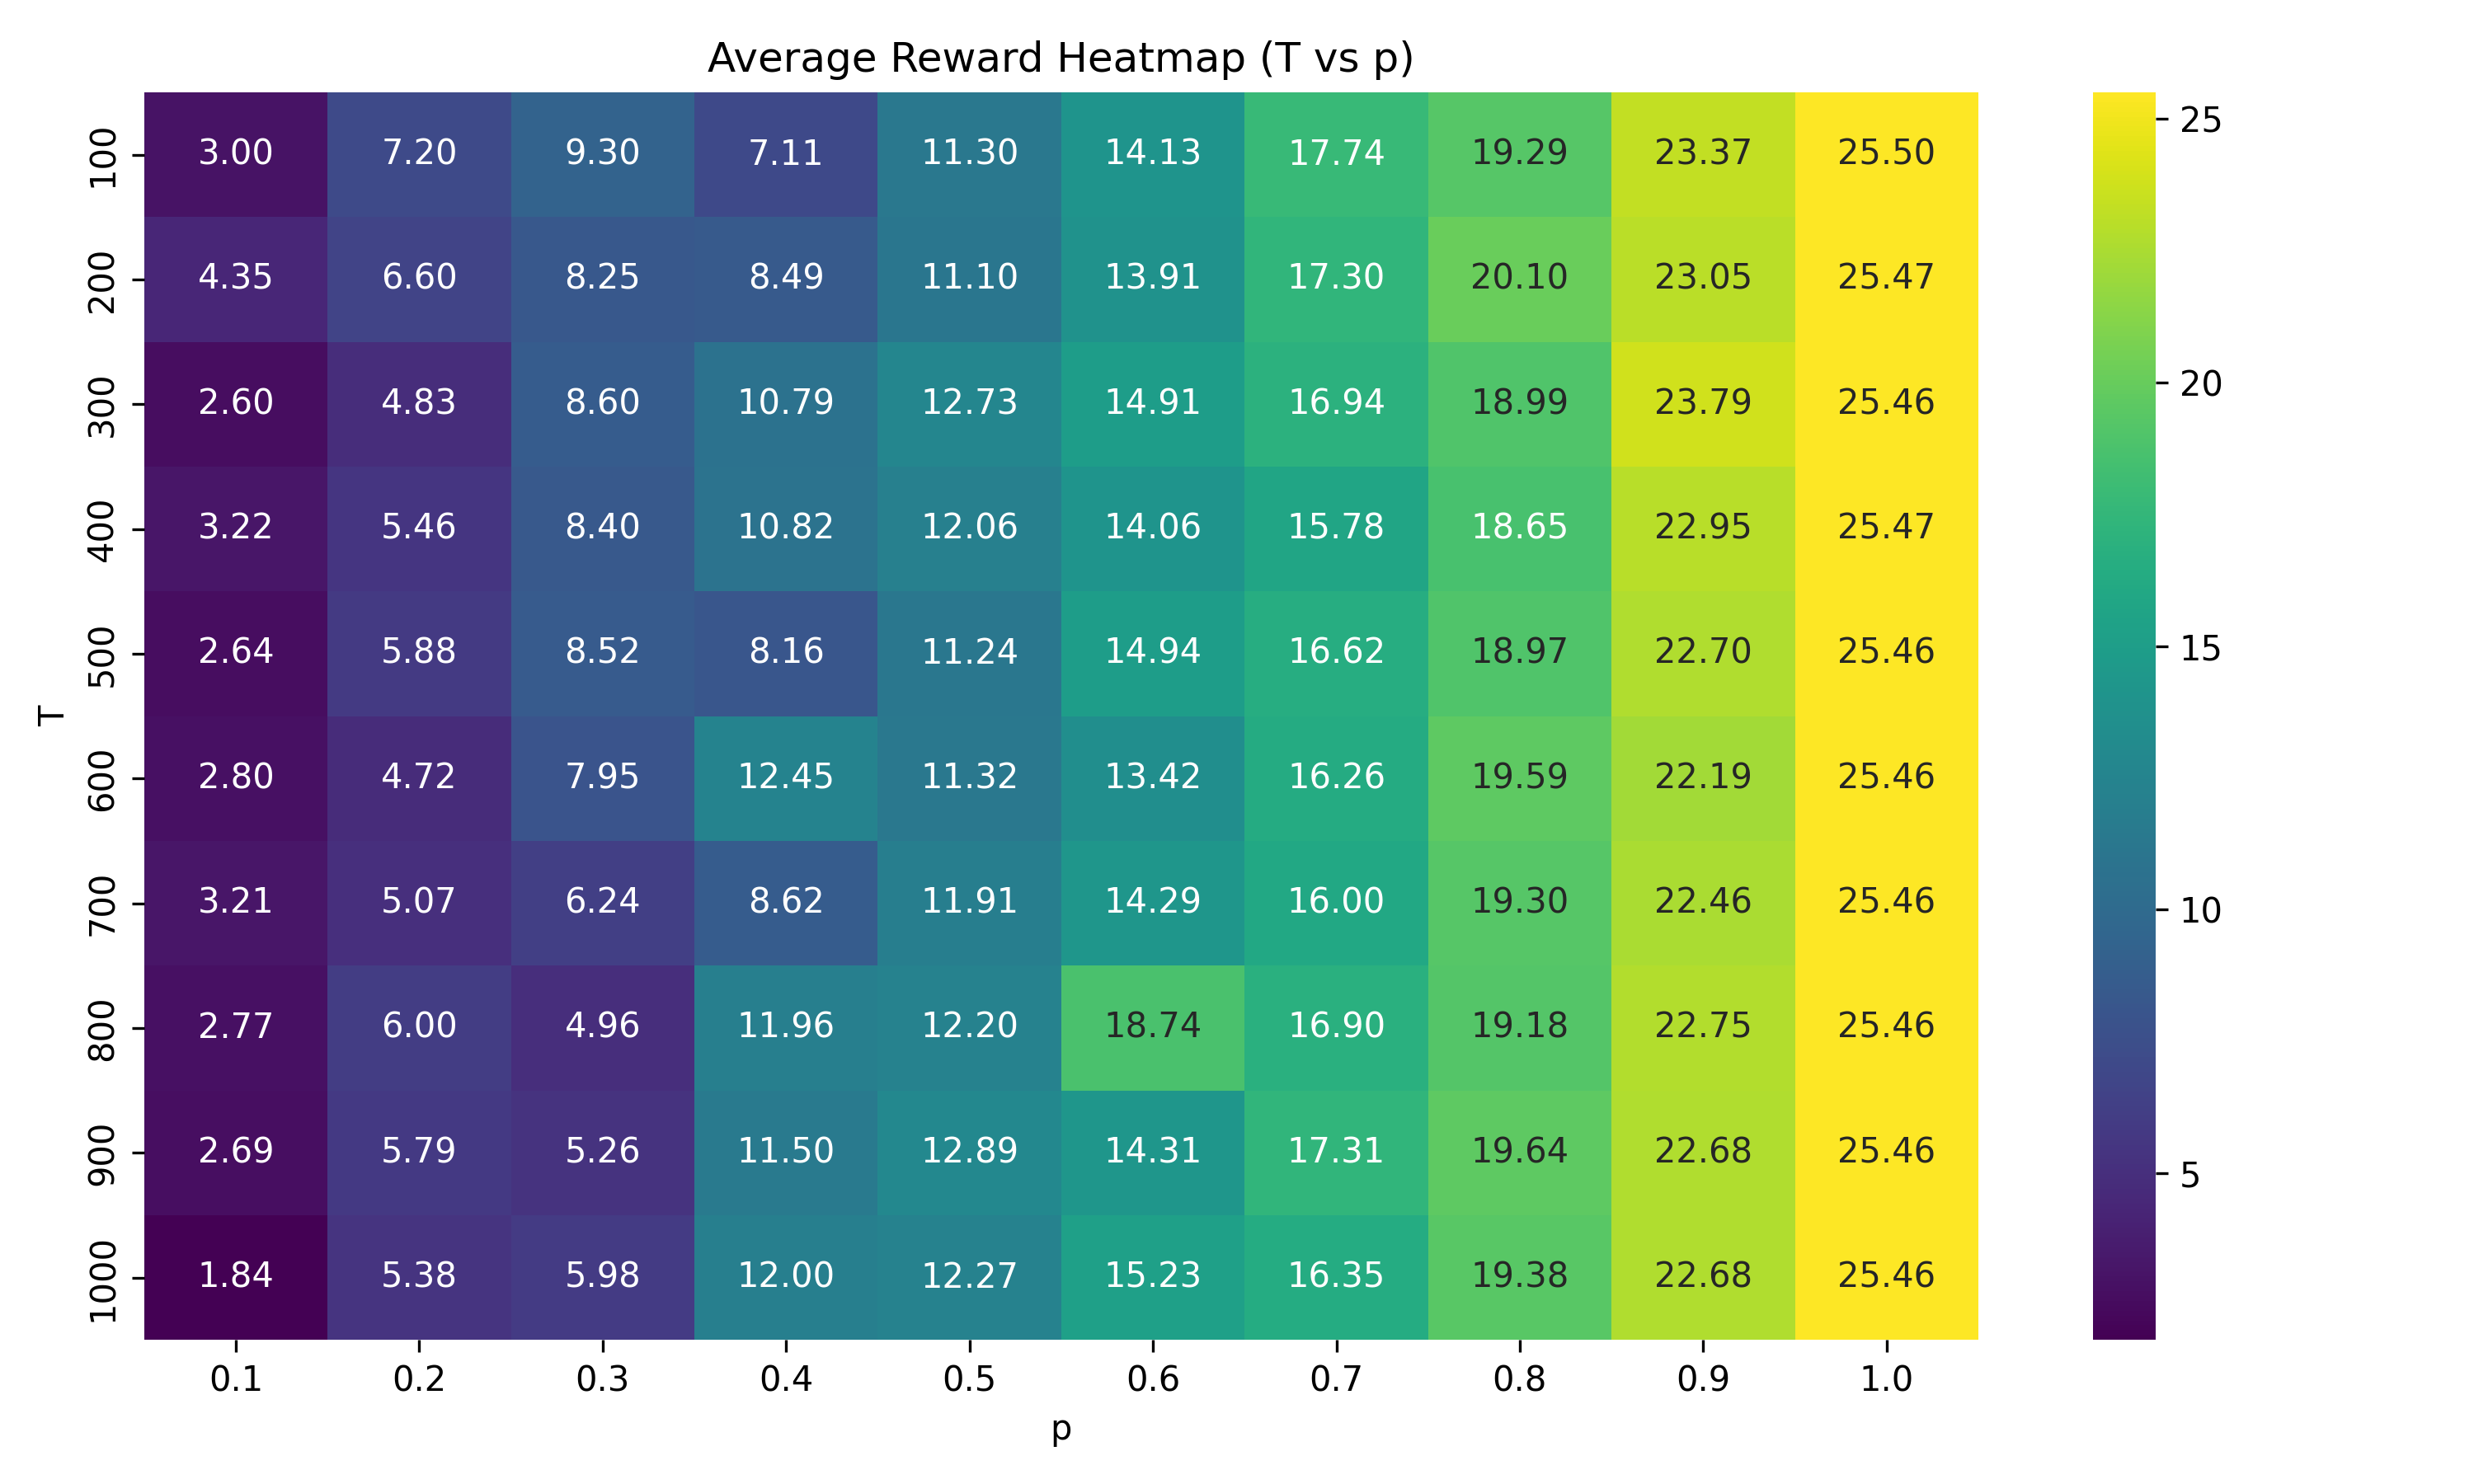 Average Reward Heatmap (T vs p)
100 3.00 7.20 9.30 7.11 11.30 14.13 17.74 19.29 23.37 25.50
200 4.35 6.60 8.25 8.49 11.10 13.91 17.30 20.10 23.05 25.47
300 2.60 4.83 8.60 10.79 12.73 14.91 16.94 18.99 23.79 25.46
400 3.22 5.46 8.40 10.82 12.06 14.06 15.78 18.65 22.95 25.47
500 2.64 5.88 8.52 8.16 11.24 14.94 16.62 18.97 22.70 25.46
600 2.80 4.72 7.95 12.45 11.32 13.42 16.26 19.59 22.19 25.46
700 3.21 5.07 6.24 8.62 11.91 14.29 16.00 19.30 22.46 25.46
800 2.77 6.00 4.96 11.96 12.20 18.74 16.90 19.18 22.75 25.46
900 2.69 5.79 5.26 11.50 12.89 14.31 17.31 19.64 22.68 25.46
1000 1.84 5.38 5.98 12.00 12.27 15.23 16.35 19.38 22.68 25.46
T
0.1 0.2 0.3 0.4 0.5 0.6 0.7 0.8 0.9 1.0
p
25
20
15
10
5